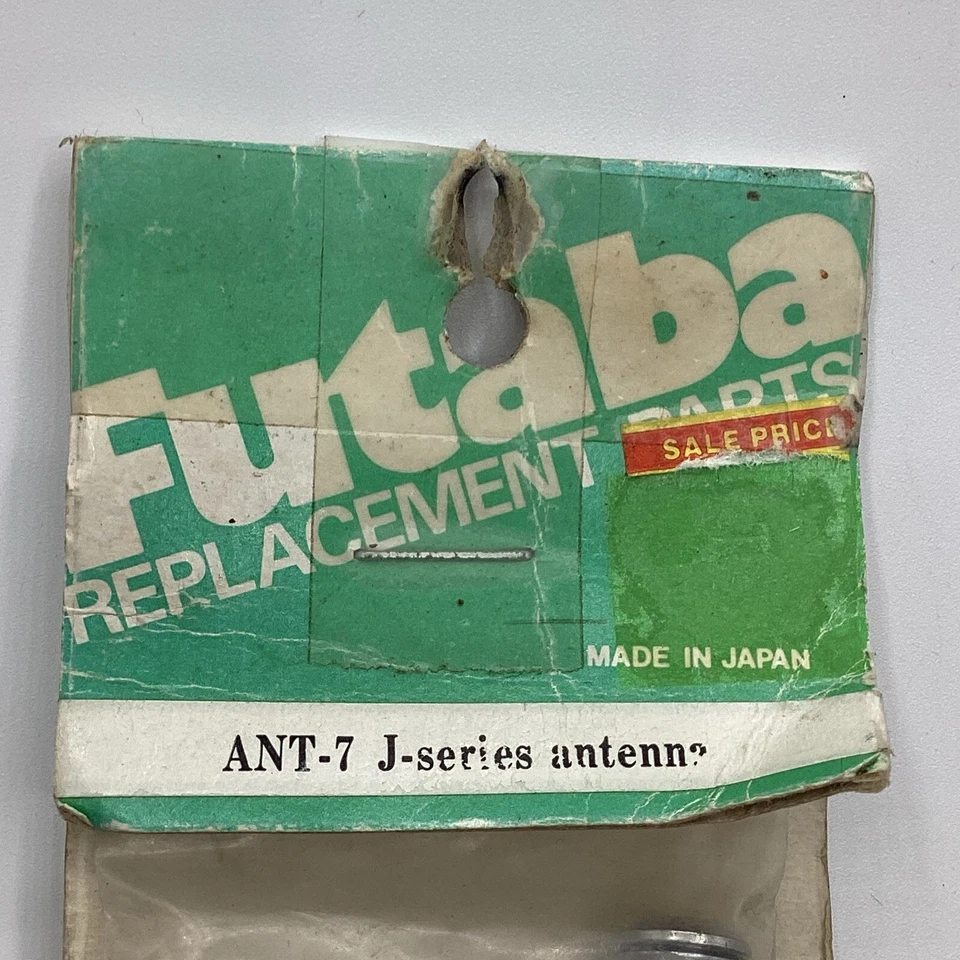 Futaba
REPLACEMENT PARTS
SALE PRICE
MADE IN JAPAN
ANT-7 J-series antenna